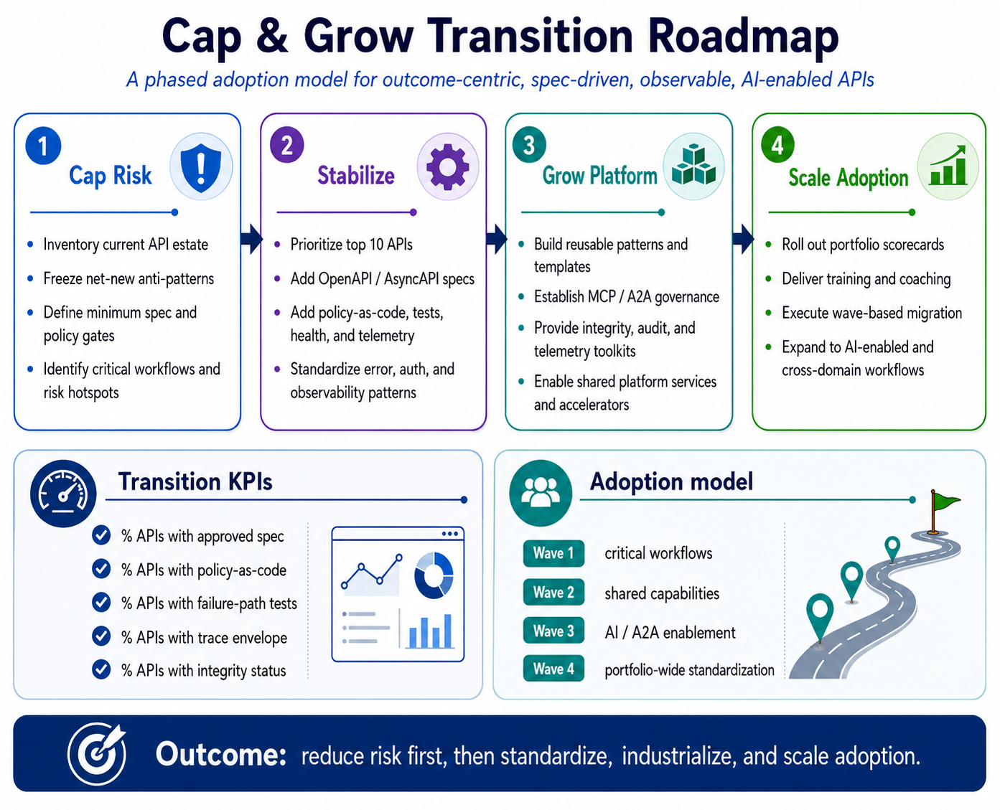 Cap & Grow Transition Roadmap
A phased adoption model for outcome-centric, spec-driven, observable, AI-enabled APIs
1
Cap Risk
• Inventory current API estate
• Freeze net-new anti-patterns
• Define minimum spec and
policy gates
• Identify critical workflows and
risk hotspots
2
Stabilize
• Prioritize top 10 APIs
• Add OpenAPI / AsyncAPI specs
• Add policy-as-code, tests,
health, and telemetry
• Standardize error, auth, and
observability patterns
3
Grow Platform
• Build reusable patterns and
templates
• Establish MCP / A2A governance
• Provide integrity, audit, and
telemetry toolkits
• Enable shared platform services
and accelerators
4
Scale Adoption
• Roll out portfolio scorecards
• Deliver training and coaching
• Execute wave-based migration
• Expand to AI-enabled and
cross-domain workflows
Transition KPIs
% APIs with approved spec
% APIs with policy-as-code
% APIs with failure-path tests
% APIs with trace envelope
% APIs with integrity status
Adoption model
Wave 1 critical workflows
Wave 2 shared capabilities
Wave 3 AI / A2A enablement
Wave 4 portfolio-wide standardization
Outcome: reduce risk first, then standardize, industrialize, and scale adoption.